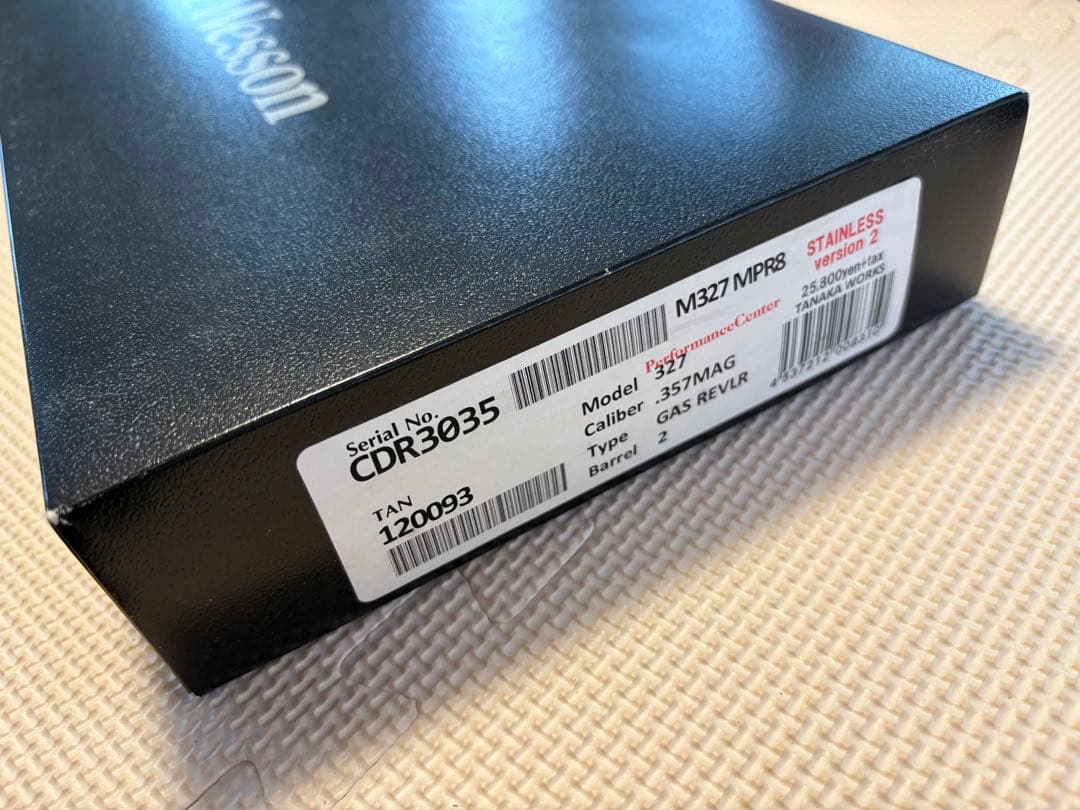 Wesson
Serial No.
CDR3035
TAN
120093
M327 MPR8
PerformanceCenter
Model 327
Caliber .357MAG
Type GAS REVLR
Barrel 2
STAINLESS
version 2
25,800yen+tax
TANAKA WORKS